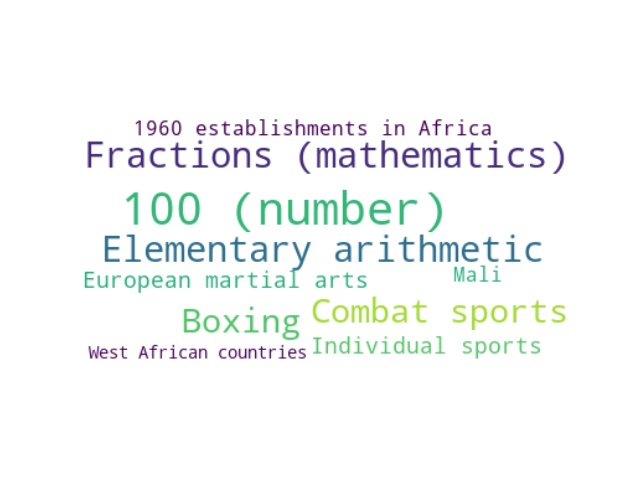 1960 establishments in Africa
Fractions (mathematics)
100 (number)
Elementary arithmetic
European martial arts
Mali
Boxing
Combat sports
West African countries
Individual sports